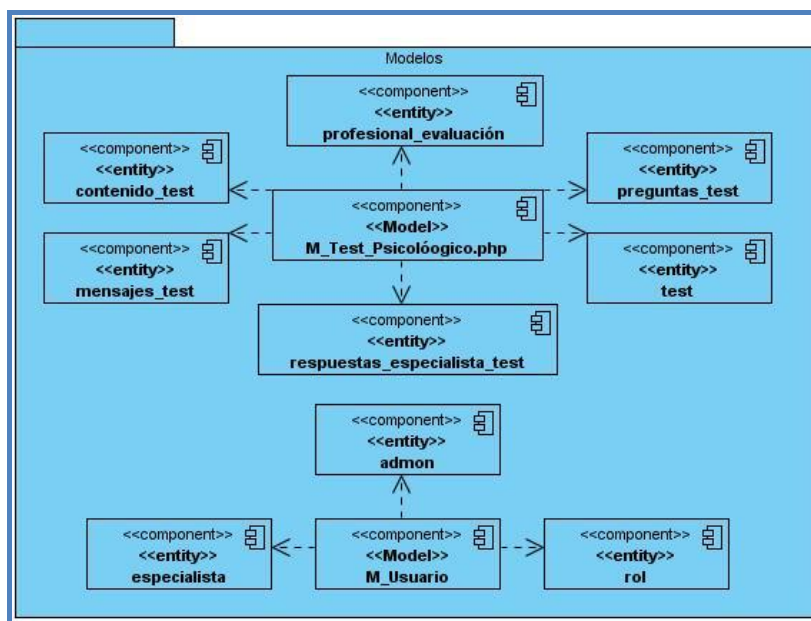 Modelos
<<component>>
<<entity>>
profesional_evaluación
<<component>>
<<entity>>
contenido_test
<<component>>
<<entity>>
preguntas_test
<<component>>
<<Model>>
M_Test_Psicolóogico.php
<<component>>
<<entity>>
mensajes_test
<<component>>
<<entity>>
test
<<component>>
<<entity>>
respuestas_especialista_test
<<component>>
<<entity>>
admon
<<component>>
<<entity>>
especialista
<<component>>
<<Model>>
M_Usuario
<<component>>
<<entity>>
rol